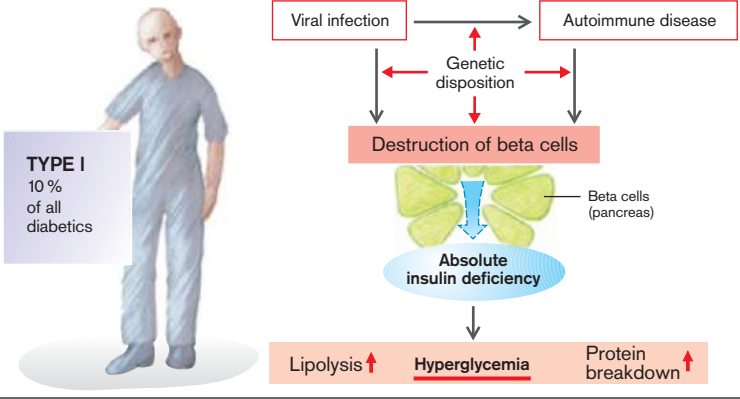 Viral infection
Autoimmune disease
Genetic
disposition
Destruction of beta cells
TYPE I
10 %
of all
diabetics
Beta cells
(pancreas)
Absolute
insulin deficiency
Lipolysis
Hyperglycemia
Protein
breakdown